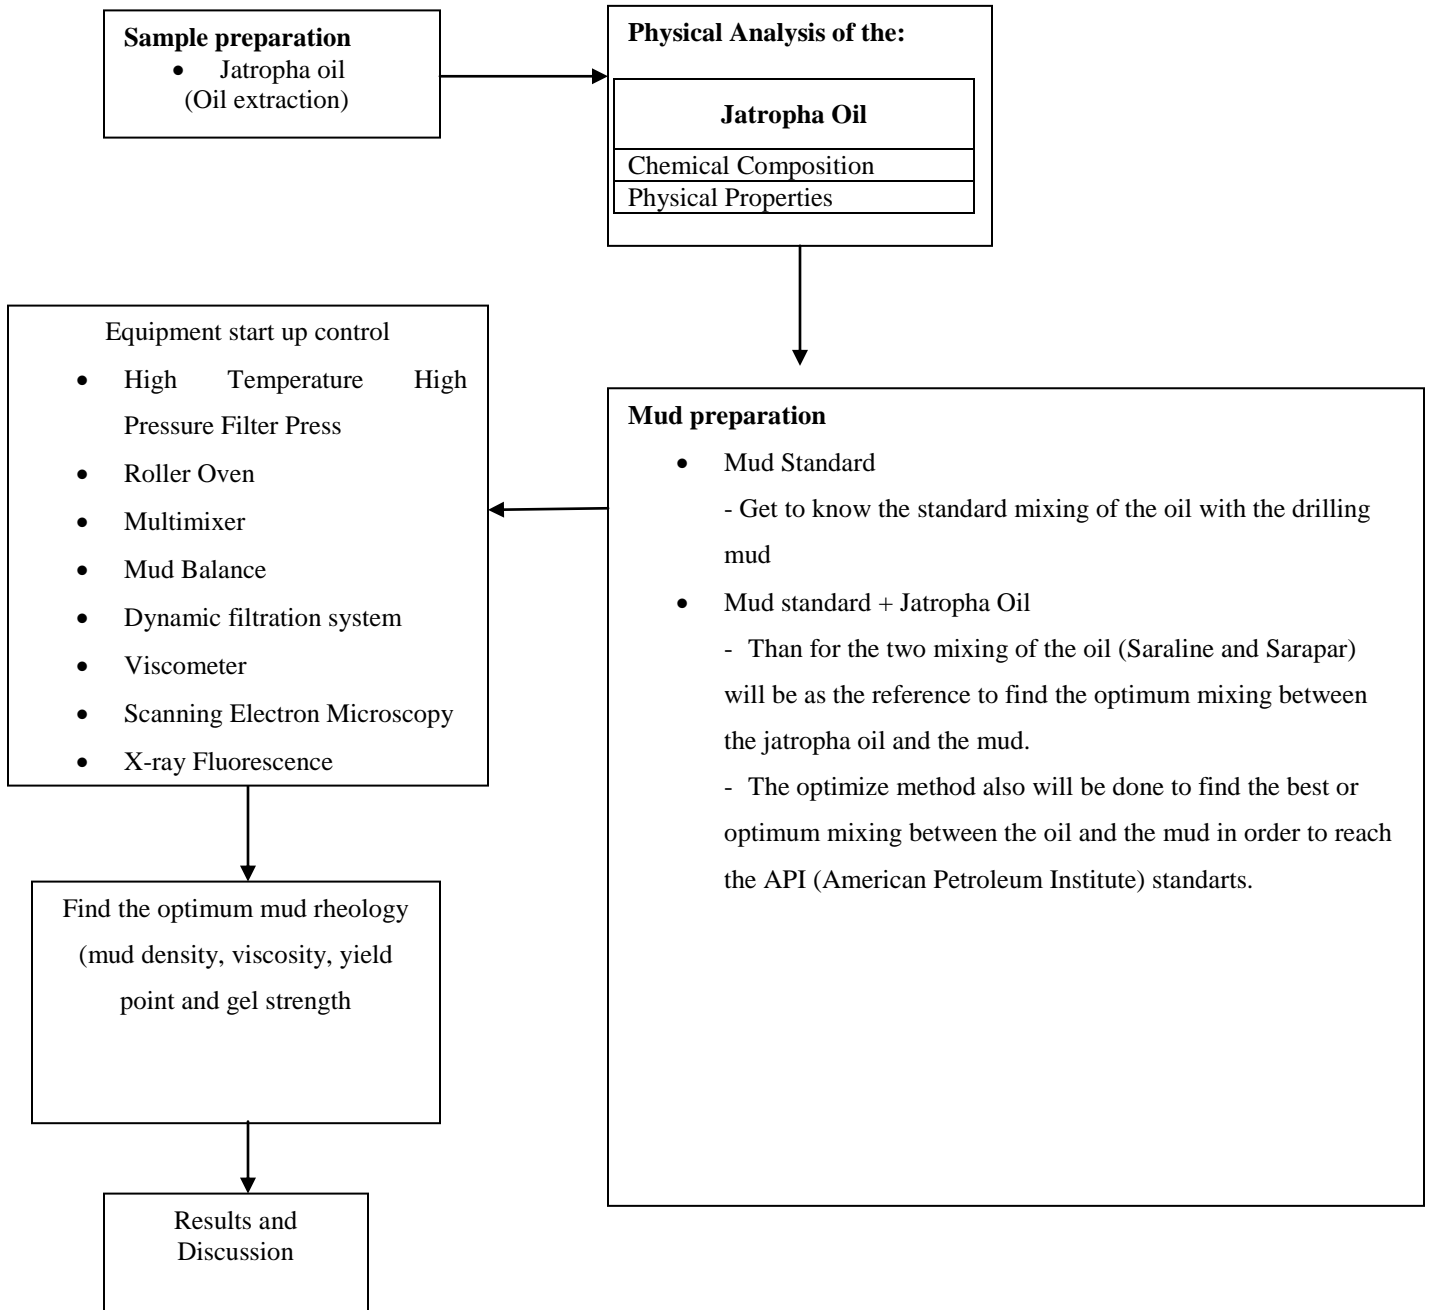 Sample preparation
• Jatropha oil
(Oil extraction)
Physical Analysis of the:
Jatropha Oil
Chemical Composition
Physical Properties
Equipment start up control
• High Temperature High
Pressure Filter Press
• Roller Oven
• Multimixer
• Mud Balance
• Dynamic filtration system
• Viscometer
• Scanning Electron Microscopy
• X-ray Fluorescence
Mud preparation
• Mud Standard
- Get to know the standard mixing of the oil with the drilling
mud
• Mud standard + Jatropha Oil
- Than for the two mixing of the oil (Saraline and Sarapar)
will be as the reference to find the optimum mixing between
the jatropha oil and the mud.
- The optimize method also will be done to find the best or
optimum mixing between the oil and the mud in order to reach
the API (American Petroleum Institute) standarts.
Find the optimum mud rheology
(mud density, viscosity, yield
point and gel strength
Results and
Discussion